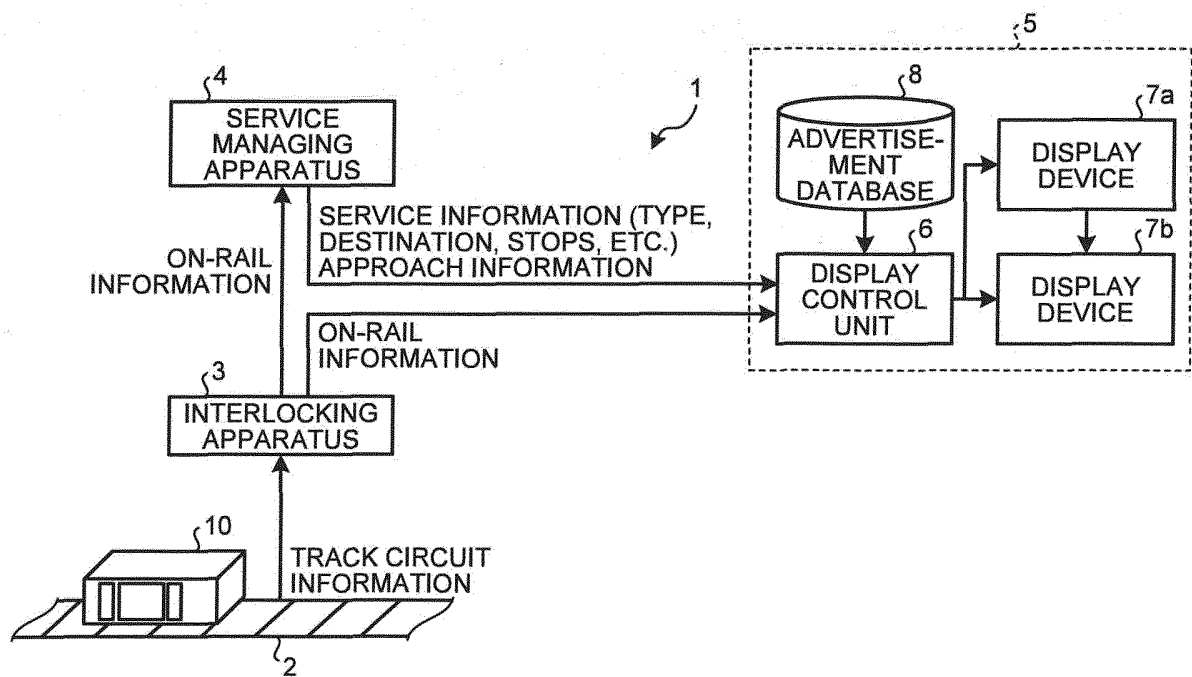 5
4
1
8
7a
SERVICE
MANAGING
APPARATUS
ADVERTISE-
MENT
DATABASE
DISPLAY
DEVICE
SERVICE INFORMATION (TYPE,
DESTINATION, STOPS, ETC.)
APPROACH INFORMATION
6
7b
ON-RAIL
INFORMATION
DISPLAY
CONTROL
UNIT
DISPLAY
DEVICE
ON-RAIL
INFORMATION
3
INTERLOCKING
APPARATUS
10
TRACK CIRCUIT
INFORMATION
2